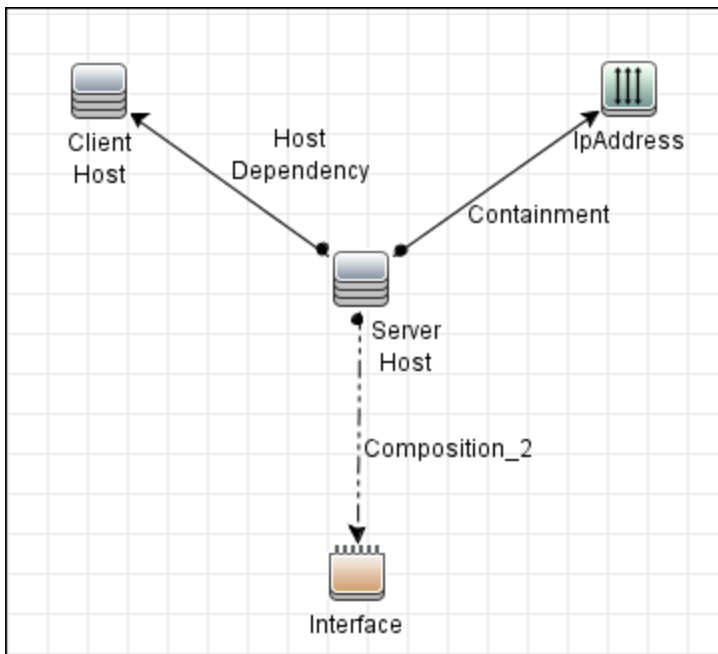 Client
Host
Host
Dependency
IpAddress
Containment
Server
Host
Composition_2
Interface